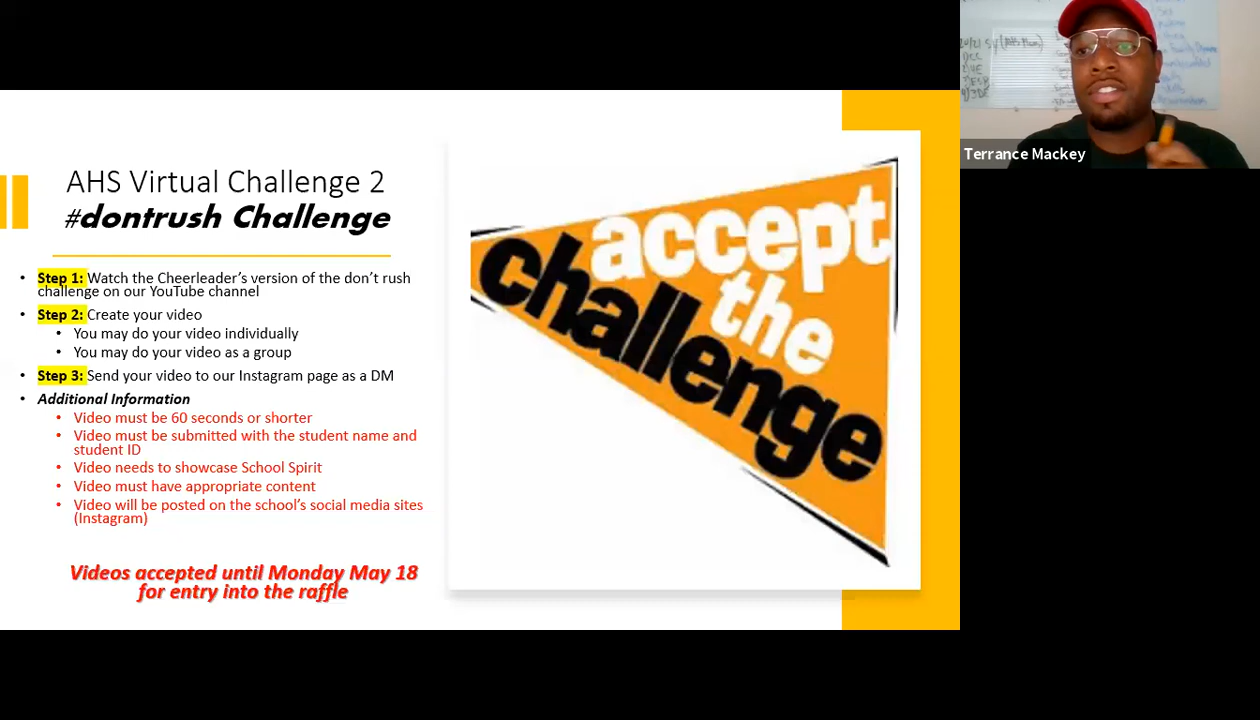 AHS Virtual Challenge 2
#dontrush Challenge
• Step 1: Watch the Cheerleader's version of the don't rush
challenge on our YouTube channel
• Step 2: Create your video
• You may do your video individually
• You may do your video as a group
• Step 3: Send your video to our Instagram page as a DM
• Additional Information
• Video must be 60 seconds or shorter
• Video must be submitted with the student name and
student ID
• Video needs to showcase School Spirit
• Video must have appropriate content
• Video will be posted on the school's social media sites
(Instagram)
Videos accepted until Monday May 18
for entry into the raffle
accept
the
challenge
Terrance Mackey